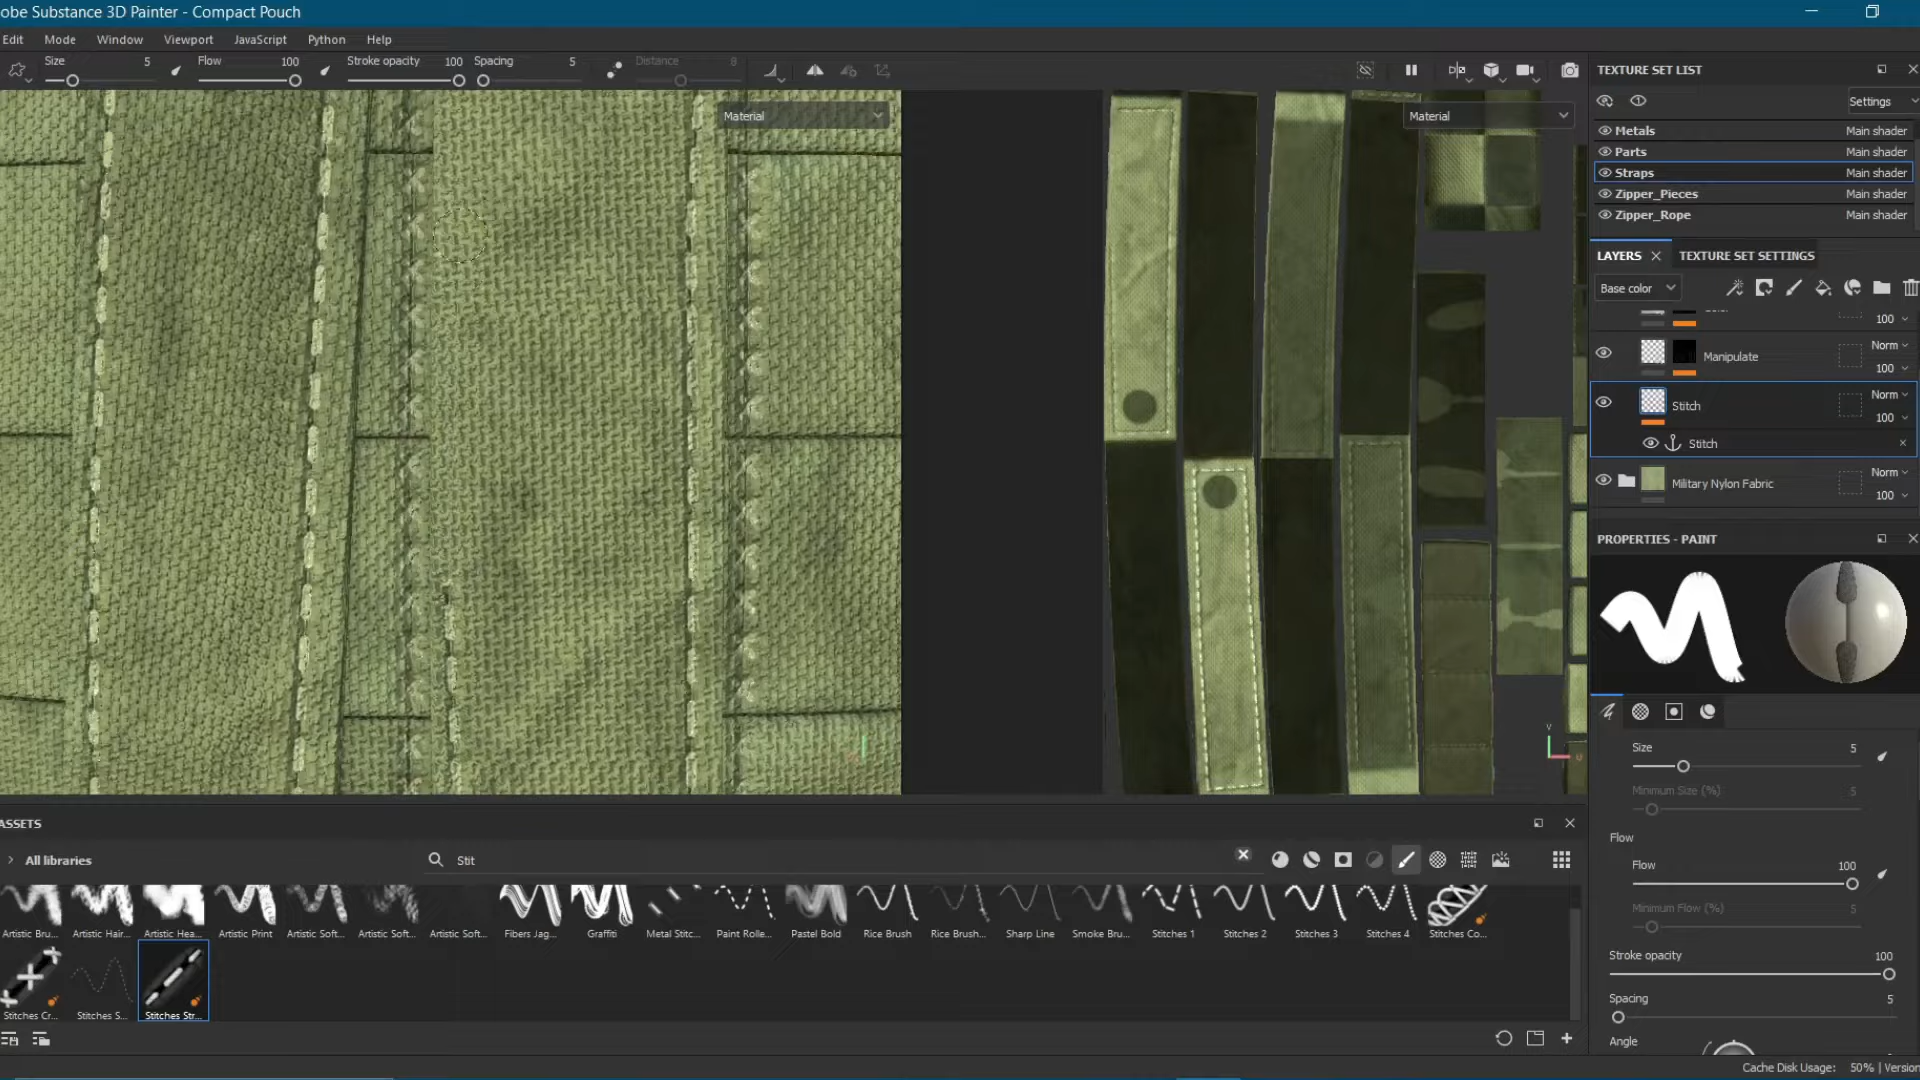 obe Substance 3D Painter - Compact Pouch
Edit Mode Window Viewport JavaScript Python Help
Size 5 Flow 100 Stroke opacity 100 Spacing 5 Distance 8
Material
Material
TEXTURE SET LIST
Settings
Metals Main shader
Parts Main shader
Straps Main shader
Zipper_Pieces Main shader
Zipper_Rope Main shader
LAYERS TEXTURE SET SETTINGS
Base color
100
Manipulate Norm
100
Stitch Norm
100
Stitch
Military Nylon Fabric Norm
100
PROPERTIES - PAINT
Size 5
Minimum Size (%) 5
Flow
Flow 100
Minimum Flow (%) 5
Stroke opacity 100
Spacing 5
Angle
ASSETS
All libraries
Stit
Artistic Bru... Artistic Hair... Artistic Hea... Artistic Print Artistic Soft... Artistic Soft... Artistic Soft... Fibers Jag... Graffiti Metal Stitc... Paint Rolle... Pastel Bold Rice Brush Rice Brush... Sharp Line Smoke Bru... Stitches 1 Stitches 2 Stitches 3 Stitches 4 Stitches Co...
Stitches Cr... Stitches S... Stitches Str...
Cache Disk Usage: 50% | Version